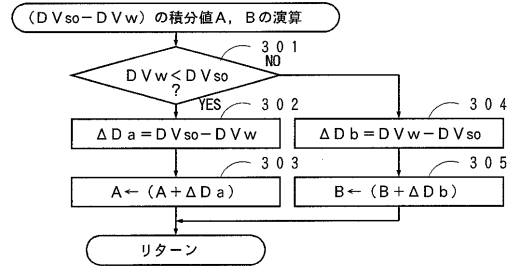 (DVso-DVw)の積分値A，Bの演算
301
DVw<DVso
?
NO
YES
302
ΔDa=DVso-DVw
304
ΔDb=DVw-DVso
303
A←(A+ΔDa)
305
B←(B+ΔDb)
リターン